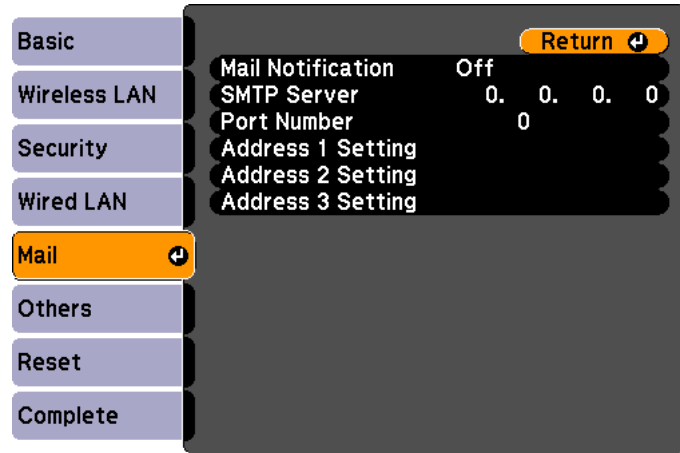 Basic
Wireless LAN
Security
Wired LAN
Mail
Others
Reset
Complete
Return
Mail Notification Off
SMTP Server 0. 0. 0. 0
Port Number 0
Address 1 Setting
Address 2 Setting
Address 3 Setting